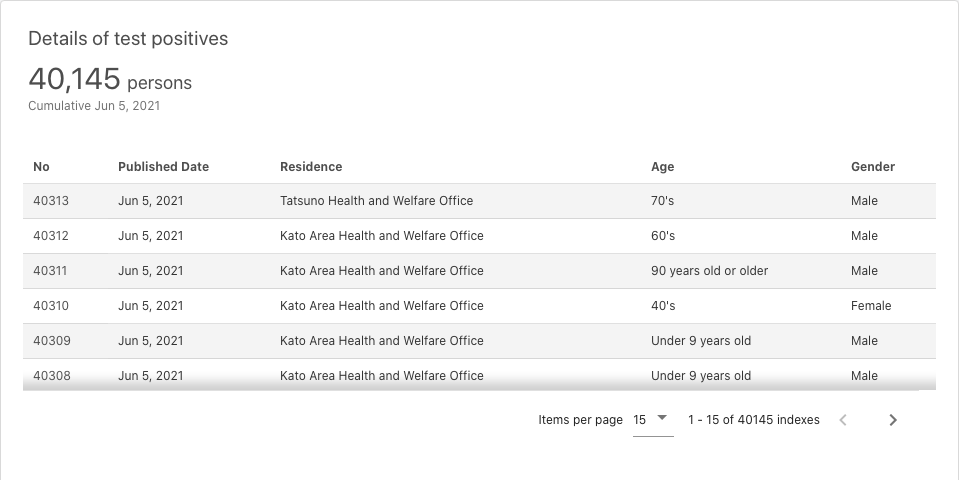 Details of test positives
40,145 persons
Cumulative Jun 5, 2021
No Published Date Residence Age Gender
40313 Jun 5, 2021 Tatsuno Health and Welfare Office 70's Male
40312 Jun 5, 2021 Kato Area Health and Welfare Office 60's Male
40311 Jun 5, 2021 Kato Area Health and Welfare Office 90 years old or older Male
40310 Jun 5, 2021 Kato Area Health and Welfare Office 40's Female
40309 Jun 5, 2021 Kato Area Health and Welfare Office Under 9 years old Male
40308 Jun 5, 2021 Kato Area Health and Welfare Office Under 9 years old Male
Items per page 15 1 - 15 of 40145 indexes